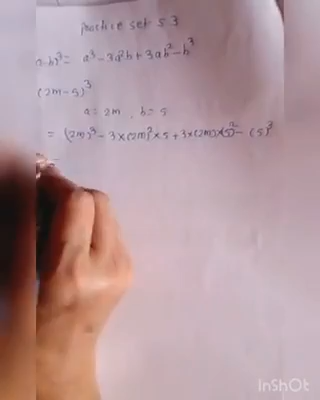 Practice set 5.3
a-b)³ = a³ - 3a²b + 3ab² - b³
(2m-5)³
a = 2m , b = 5
= (2m)³ - 3×(2m)²×5 + 3×(2m)×(5)² - (5)³
=
InShOt